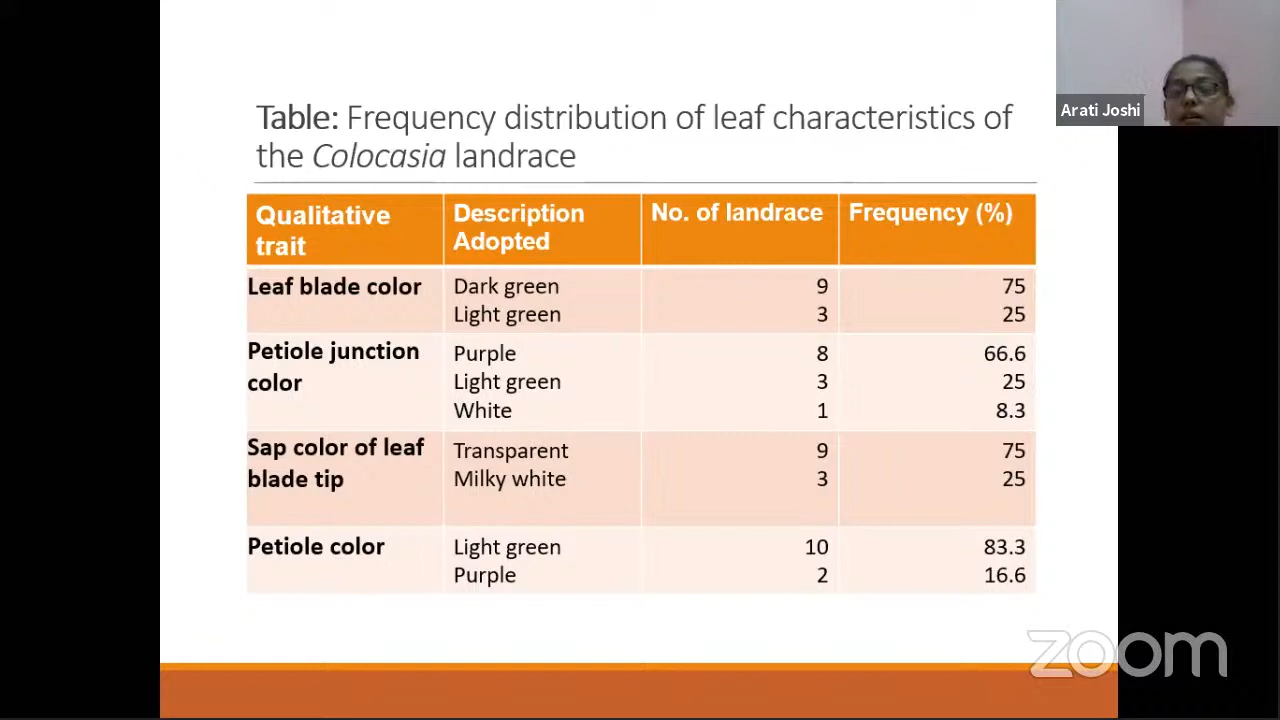 Arati Joshi
Table: Frequency distribution of leaf characteristics of
the Colocasia landrace
Qualitative trait | Description Adopted | No. of landrace | Frequency (%)
Leaf blade color | Dark green | 9 | 75
Light green | 3 | 25
Petiole junction color | Purple | 8 | 66.6
Light green | 3 | 25
White | 1 | 8.3
Sap color of leaf blade tip | Transparent | 9 | 75
Milky white | 3 | 25
Petiole color | Light green | 10 | 83.3
Purple | 2 | 16.6
zoom